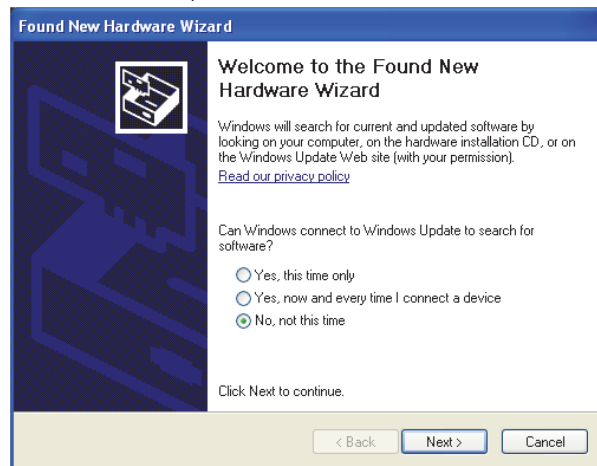 Found New Hardware Wizard
Welcome to the Found New
Hardware Wizard
Windows will search for current and updated software by
looking on your computer, on the hardware installation CD, or on
the Windows Update Web site (with your permission).
Read our privacy policy
Can Windows connect to Windows Update to search for
software?
Yes, this time only
Yes, now and every time I connect a device
No, not this time
Click Next to continue.
< Back Next > Cancel